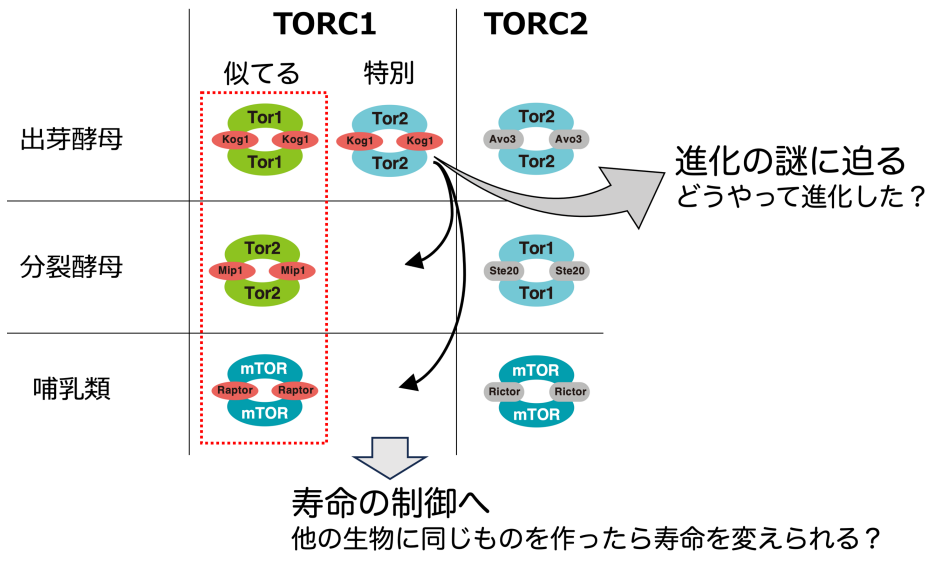 TORC1
TORC2
似てる
特別
出芽酵母
Tor1
Kog1
Kog1
Tor1
Tor2
Kog1
Kog1
Tor2
Tor2
Avo3
Avo3
Tor2
進化の謎に迫る
どうやって進化した？
分裂酵母
Tor2
Mip1
Mip1
Tor2
Tor1
Ste20
Ste20
Tor1
哺乳類
mTOR
Raptor
Raptor
mTOR
mTOR
Rictor
Rictor
mTOR
寿命の制御へ
他の生物に同じものを作ったら寿命を変えられる？